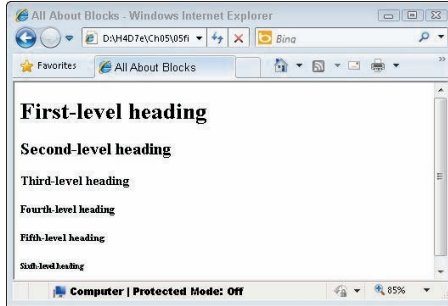 All About Blocks - Windows Internet Explorer
D:\H4D7e\Ch05\05fi
Bing
Favorites
All About Blocks
First-level heading
Second-level heading
Third-level heading
Fourth-level heading
Fifth-level heading
Sixth-level heading
Computer | Protected Mode: Off
85%